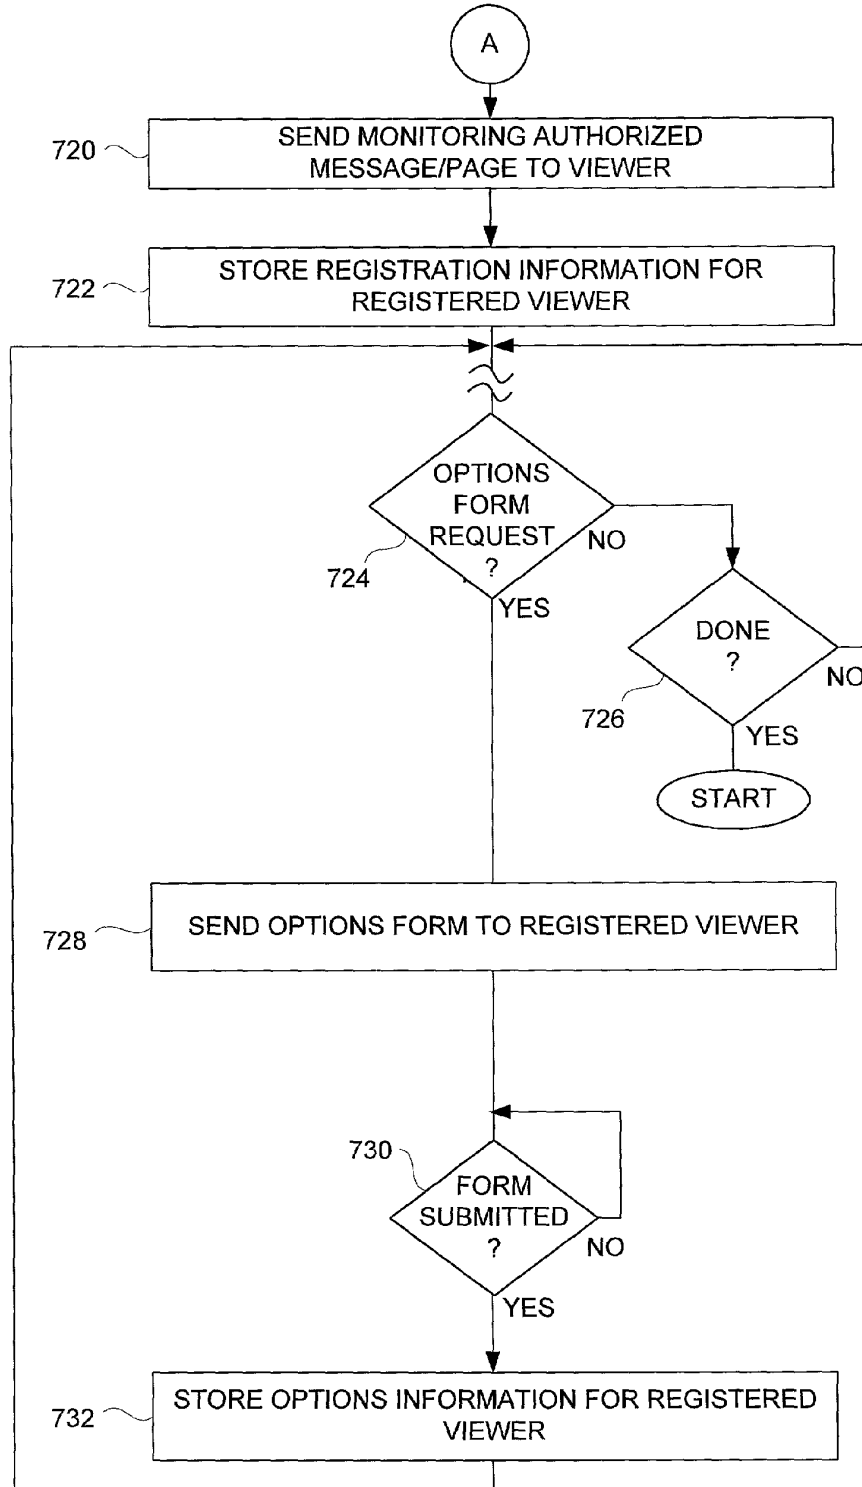 A
SEND MONITORING AUTHORIZED
MESSAGE/PAGE TO VIEWER
720
STORE REGISTRATION INFORMATION FOR
REGISTERED VIEWER
722
OPTIONS
FORM
REQUEST
?
724
NO
YES
DONE
?
726
NO
YES
START
SEND OPTIONS FORM TO REGISTERED VIEWER
728
730
FORM
SUBMITTED
?
NO
YES
STORE OPTIONS INFORMATION FOR REGISTERED
VIEWER
732